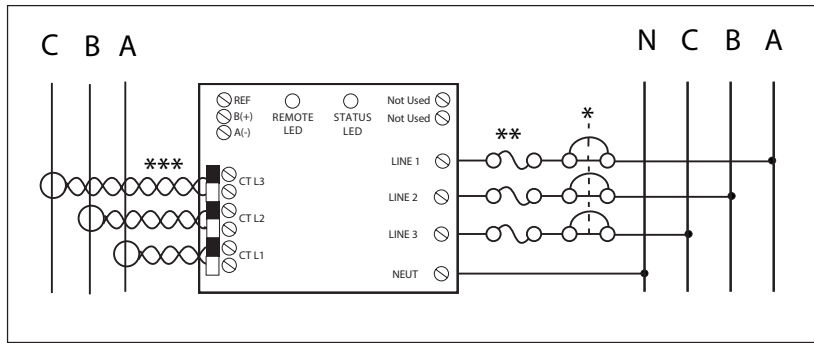 C B A
N C B A
REF
B(+)
A(-)
REMOTE
LED
STATUS
LED
Not Used
Not Used
**
*
***
LINE 1
LINE 2
LINE 3
NEUT
CT L3
CT L2
CT L1